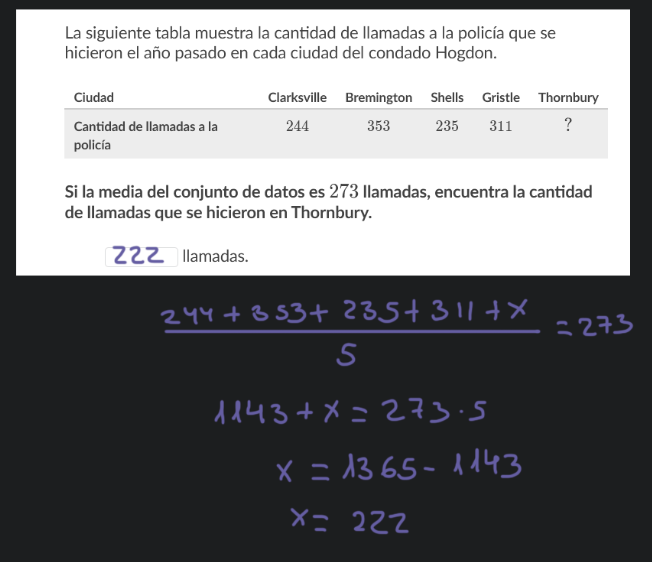 La siguiente tabla muestra la cantidad de llamadas a la policía que se
hicieron el año pasado en cada ciudad del condado Hogdon.
Ciudad Clarksville Bremington Shells Gristle Thornbury
Cantidad de llamadas a la policía 244 353 235 311 ?
Si la media del conjunto de datos es 273 llamadas, encuentra la cantidad
de llamadas que se hicieron en Thornbury.
222 llamadas.
244 + 353 + 235 + 311 + x
= 273
5
1143 + x = 273 · 5
x = 1365 - 1143
x = 222